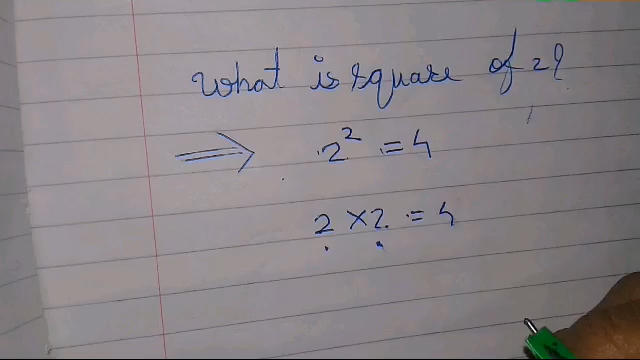 What is square of 2?
⇒ 2² = 4
2 × 2 = 4